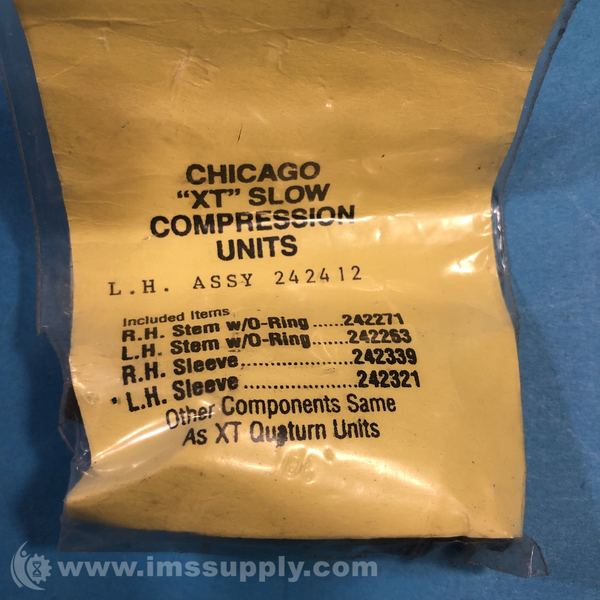 CHICAGO
"XT" SLOW
COMPRESSION
UNITS
L.H. ASSY 242412
Included Items
R.H. Stem w/O-Ring......242271
L.H. Stem w/O-Ring.......242263
R.H. Sleeve......................242339
• L.H. Sleeve.......................242321
Other Components Same
As XT Quaturn Units
www.imssupply.com